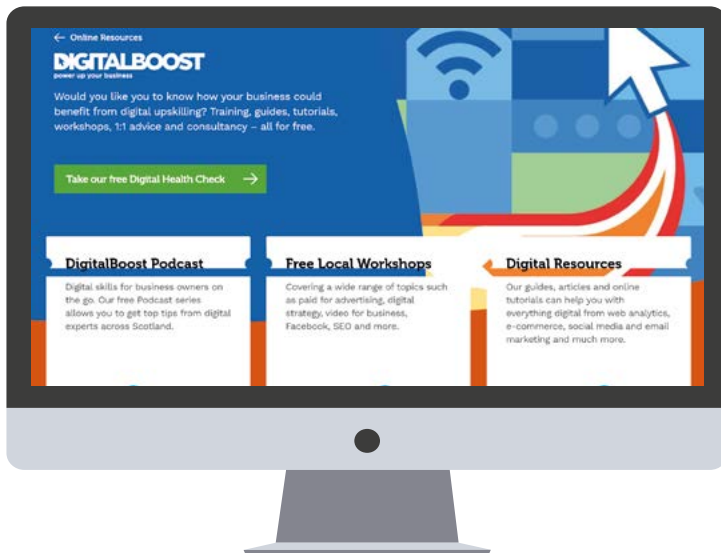 ← Online Resources
DIGITALBOOST
power up your business
Would you like you to know how your business could
benefit from digital upskilling? Training, guides, tutorials,
workshops, 1:1 advice and consultancy – all for free.
Take our free Digital Health Check →
DigitalBoost Podcast
Digital skills for business owners on
the go. Our free Podcast series
allows you to get top tips from digital
experts across Scotland.
Free Local Workshops
Covering a wide range of topics such
as paid for advertising, digital
strategy, video for business,
Facebook, SEO and more.
Digital Resources
Our guides, articles and online
tutorials can help you with
everything digital from web analytics,
e-commerce, social media and email
marketing and much more.